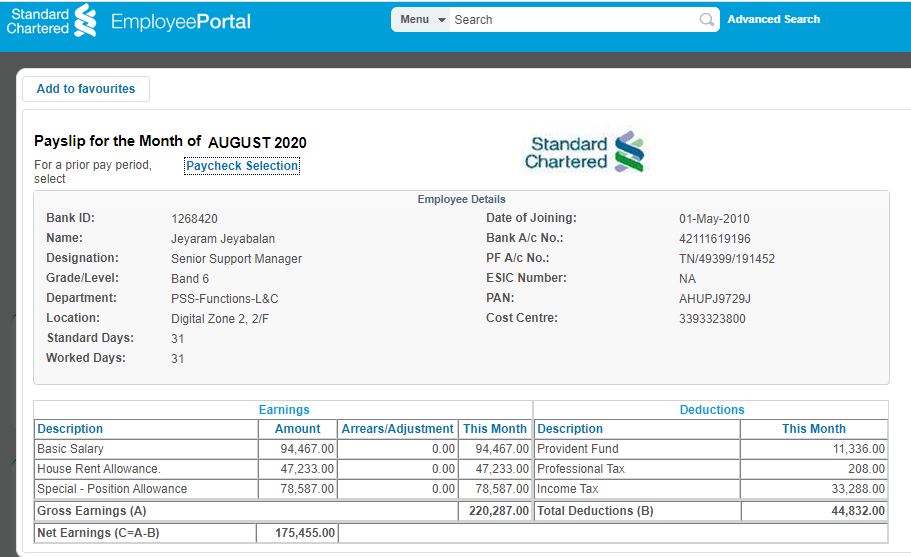 Standard Chartered EmployeePortal Menu Search Advanced Search
Add to favourites
Payslip for the Month of AUGUST 2020
Standard Chartered
For a prior pay period, select Paycheck Selection
Employee Details
Bank ID: 1268420 Date of Joining: 01-May-2010
Name: Jeyaram Jeyabalan Bank A/c No.: 42111619196
Designation: Senior Support Manager PF A/c No.: TN/49399/191452
Grade/Level: Band 6 ESIC Number: NA
Department: PSS-Functions-L&C PAN: AHUPJ9729J
Location: Digital Zone 2, 2/F Cost Centre: 3393323800
Standard Days: 31
Worked Days: 31
Earnings Deductions
Description Amount Arrears/Adjustment This Month Description This Month
Basic Salary 94,467.00 0.00 94,467.00 Provident Fund 11,336.00
House Rent Allowance. 47,233.00 0.00 47,233.00 Professional Tax 208.00
Special - Position Allowance 78,587.00 0.00 78,587.00 Income Tax 33,288.00
Gross Earnings (A) 220,287.00 Total Deductions (B) 44,832.00
Net Earnings (C=A-B) 175,455.00